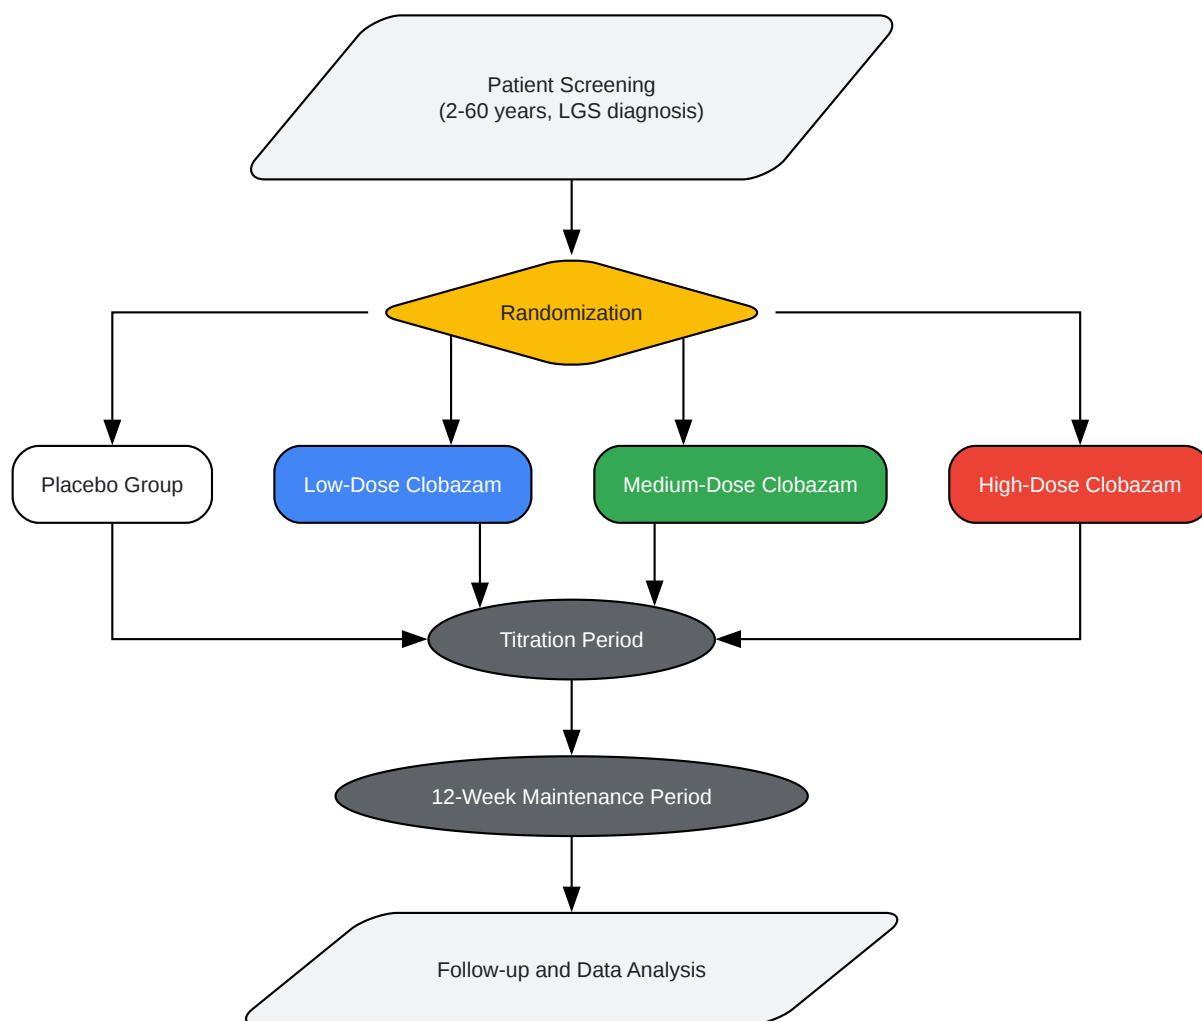 Patient Screening
(2-60 years, LGS diagnosis)
Randomization
Placebo Group
Low-Dose Clobazam
Medium-Dose Clobazam
High-Dose Clobazam
Titration Period
12-Week Maintenance Period
Follow-up and Data Analysis